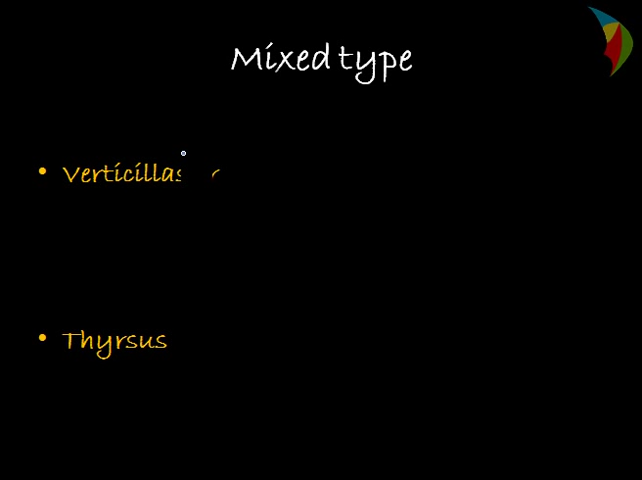 Mixed type
• Verticillas
• Thyrsus